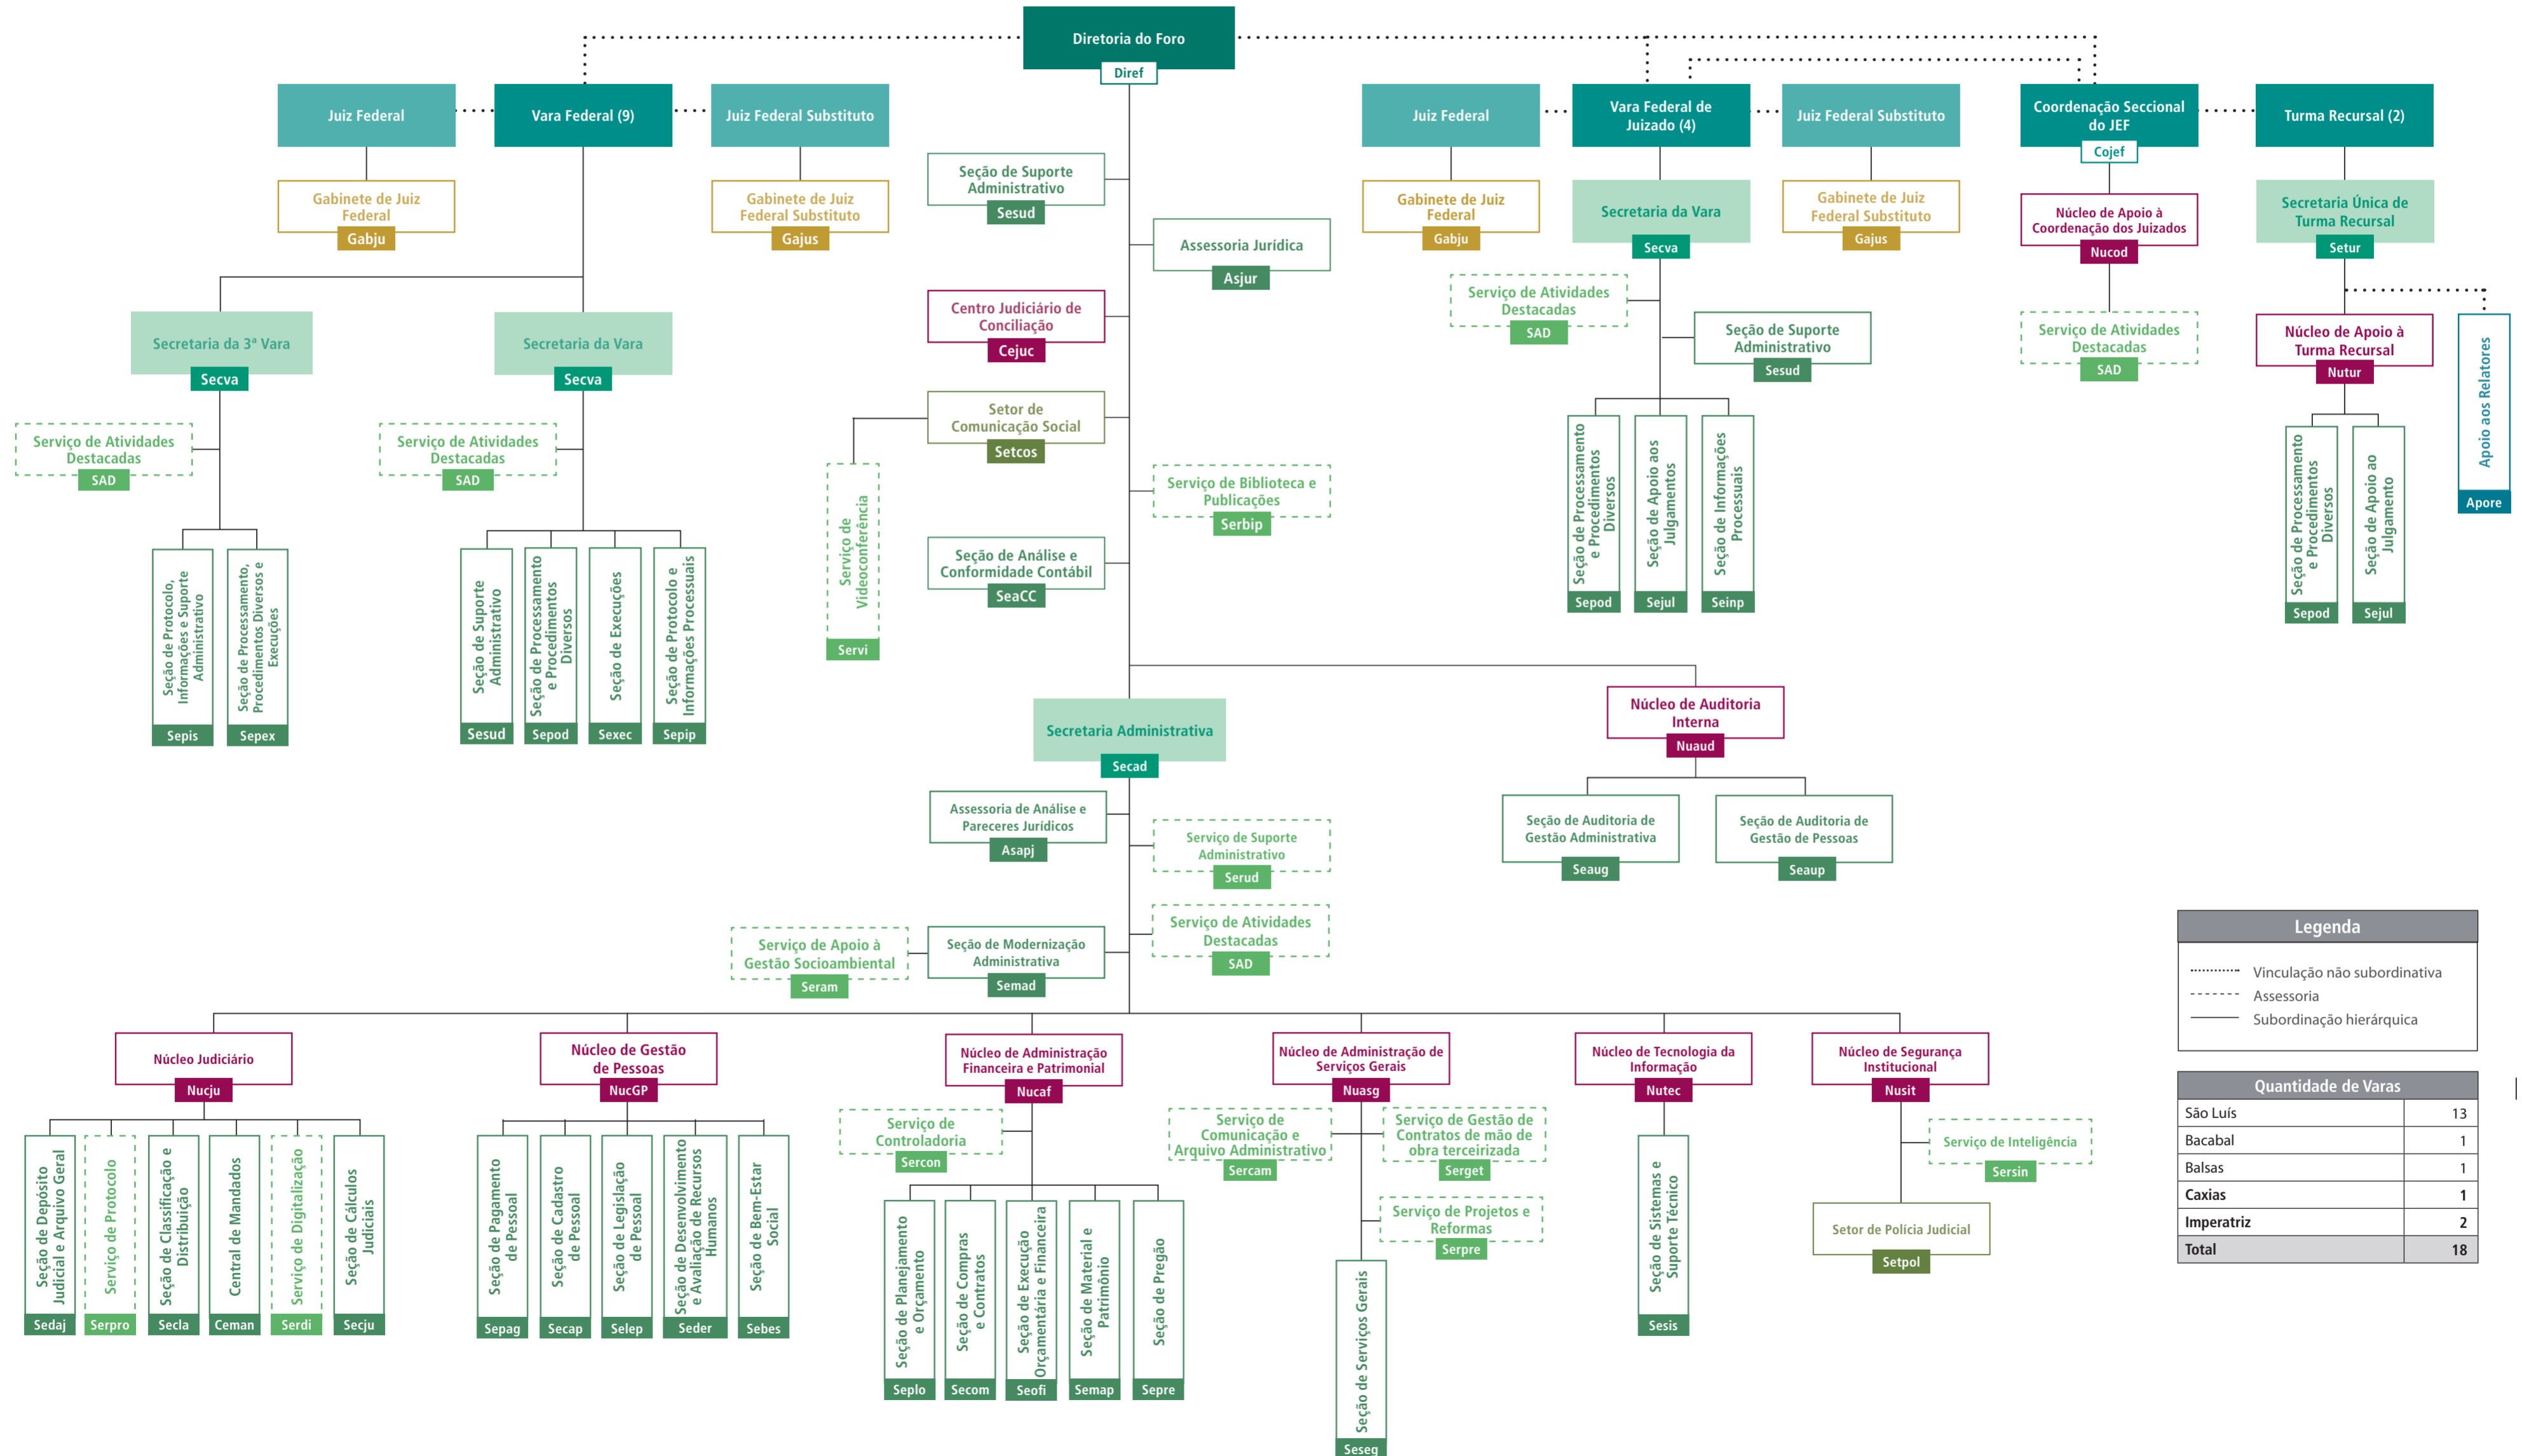 Diretoria do Foro
Diref
Juiz Federal
Vara Federal (9)
Juiz Federal Substituto
Gabinete de Juiz
Federal
Gabju
Gabinete de Juiz
Federal Substituto
Gajus
Secretaria da 3ª Vara
Secva
Secretaria da Vara
Secva
Serviço de Atividades
Destacadas
SAD
Serviço de Atividades
Destacadas
SAD
Seção de Protocolo,
Informações e Suporte
Administrativo
Sepis
Seção de Processamento,
Procedimentos Diversos e
Execuções
Sepex
Seção de Suporte
Administrativo
Sesud
Seção de Processamento
e Procedimentos
Diversos
Sepod
Seção de Execuções
Sexec
Seção de Protocolo e
Informações Processuais
Sepip
Seção de Suporte
Administrativo
Sesud
Assessoria Jurídica
Asjur
Centro Judiciário de
Conciliação
Cejuc
Setor de
Comunicação Social
Setcos
Serviço de
Videoconferência
Servi
Serviço de Biblioteca e
Publicações
Serbip
Seção de Análise e
Conformidade Contábil
SeaCC
Juiz Federal
Vara Federal de
Juizado (4)
Juiz Federal Substituto
Gabinete de Juiz
Federal
Gabju
Secretaria da Vara
Secva
Gabinete de Juiz
Federal Substituto
Gajus
Serviço de Atividades
Destacadas
SAD
Seção de Suporte
Administrativo
Sesud
Seção de Processamento
e Procedimentos
Diversos
Sepod
Seção de Apoio aos
Julgamentos
Sejul
Seção de Informações
Processuais
Seinp
Coordenação Seccional
do JEF
Cojef
Núcleo de Apoio à
Coordenação dos Juizados
Nucod
Serviço de Atividades
Destacadas
SAD
Turma Recursal (2)
Secretaria Única de
Turma Recursal
Setur
Núcleo de Apoio à
Turma Recursal
Nutur
Apoio aos Relatores
Apore
Seção de Processamento
e Procedimentos
Diversos
Sepod
Seção de Apoio ao
Julgamento
Sejul
Secretaria Administrativa
Secad
Núcleo de Auditoria
Interna
Nuaud
Seção de Auditoria de
Gestão Administrativa
Seaug
Seção de Auditoria de
Gestão de Pessoas
Seaup
Assessoria de Análise e
Pareceres Jurídicos
Asapj
Serviço de Suporte
Administrativo
Serud
Serviço de Atividades
Destacadas
SAD
Serviço de Apoio à
Gestão Socioambiental
Seram
Seção de Modernização
Administrativa
Semad
Núcleo Judiciário
Nucju
Seção de Depósito
Judicial e Arquivo Geral
Sedaj
Serviço de Protocolo
Serpro
Seção de Classificação e
Distribuição
Secla
Central de Mandados
Ceman
Serviço de Digitalização
Serdi
Seção de Cálculos
Judiciais
Secju
Núcleo de Gestão
de Pessoas
NucGP
Seção de Pagamento
de Pessoal
Sepag
Seção de Cadastro
de Pessoal
Secap
Seção de Legislação
de Pessoal
Selep
Seção de Desenvolvimento
e Avaliação de Recursos
Humanos
Seder
Seção de Bem-Estar
Social
Sebes
Núcleo de Administração
Financeira e Patrimonial
Nucaf
Serviço de
Controladoria
Sercon
Seção de Planejamento
e Orçamento
Seplo
Seção de Compras
e Contratos
Secom
Seção de Execução
Orçamentária e Financeira
Seofi
Seção de Material e
Patrimônio
Semap
Seção de Pregão
Sepre
Núcleo de Administração de
Serviços Gerais
Nuasg
Serviço de
Comunicação e
Arquivo Administrativo
Sercam
Serviço de Gestão de
Contratos de mão de
obra terceirizada
Serget
Serviço de Projetos e
Reformas
Serpre
Seção de Serviços Gerais
Seseg
Núcleo de Tecnologia da
Informação
Nutec
Seção de Sistemas e
Suporte Técnico
Sesis
Núcleo de Segurança
Institucional
Nusit
Serviço de Inteligência
Sersin
Setor de Polícia Judicial
Setpol
Legenda
Vinculação não subordinativa
Assessoria
Subordinação hierárquica
Quantidade de Varas
São Luís 13
Bacabal 1
Balsas 1
Caxias 1
Imperatriz 2
Total 18